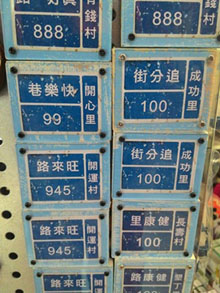 有錢村
888
錢村
888
開心里
快樂巷
99
成功里
追分街
100
開運村
旺來路
945
成功里
追分街
100
開運村
旺來路
945
長壽村
健康里
100
旺來路
健康路